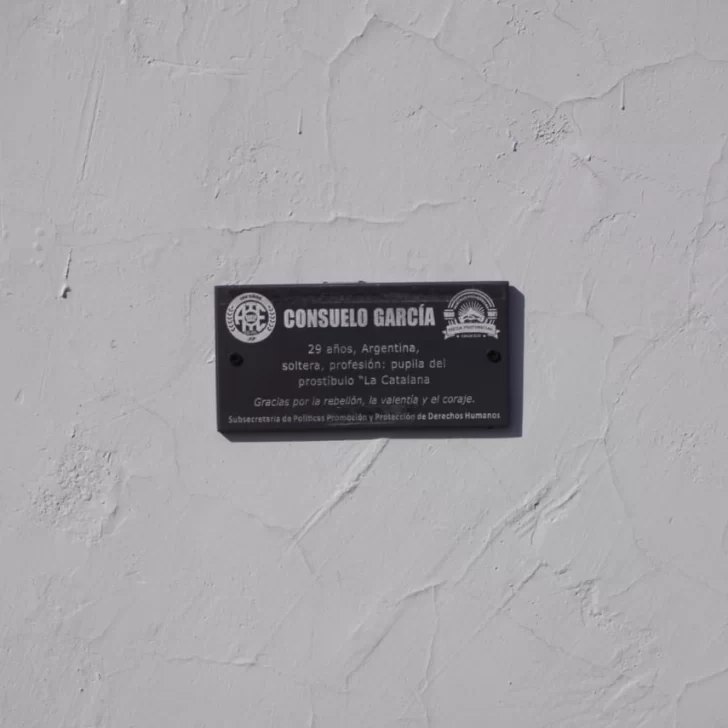 CONSUELO GARCÍA
29 años, Argentina,
soltera, profesión: pupila del
prostíbulo "La Catalana
Gracias por la rebelión, la valentía y el coraje.
Subsecretaria de Políticas Promoción y Protección de Derechos Humanos